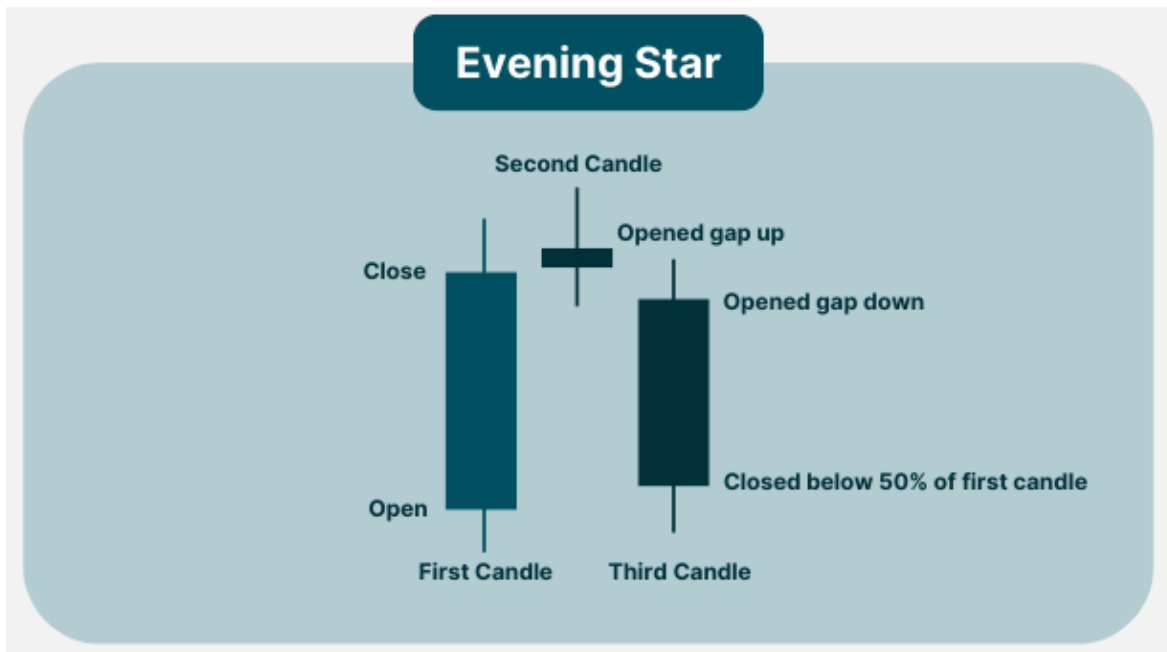 Evening Star
Second Candle
Opened gap up
Close
Opened gap down
Closed below 50% of first candle
Open
First Candle
Third Candle